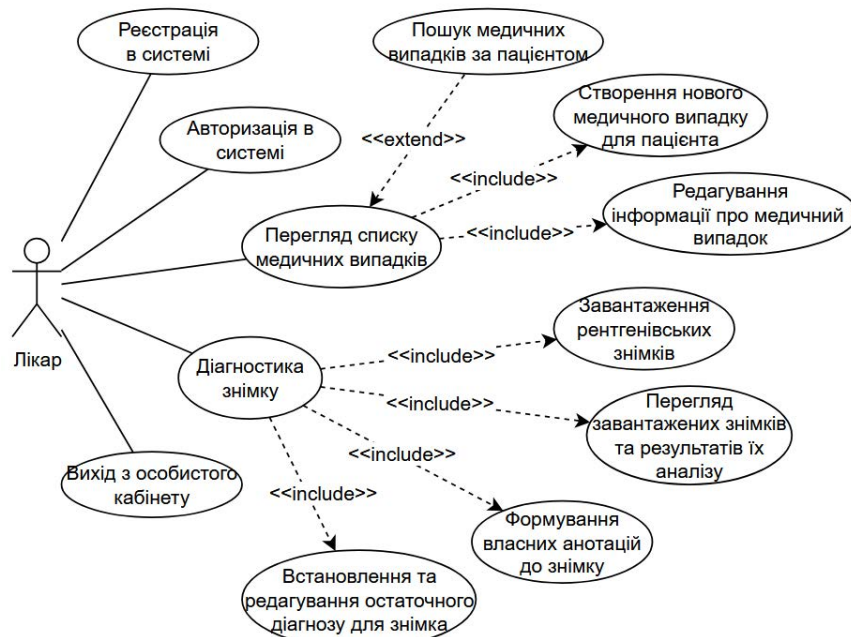 Реєстрація
в системі
Пошук медичних
випадків за пацієнтом
Створення нового
медичного випадку
для пацієнта
Авторизація в
системі
<<extend>>
<<include>>
Редагування
інформації про медичний
випадок
Перегляд списку
медичних випадків
<<include>>
Лікар
Завантаження
рентгенівських
знімків
<<include>>
Діагностика
знімку
<<include>>
Перегляд
завантажених знімків
та результатів їх
аналізу
<<include>>
Вихід з особистого
кабінету
<<include>>
Формування
власних анотацій
до знімку
Встановлення та
редагування остаточного
діагнозу для знімка